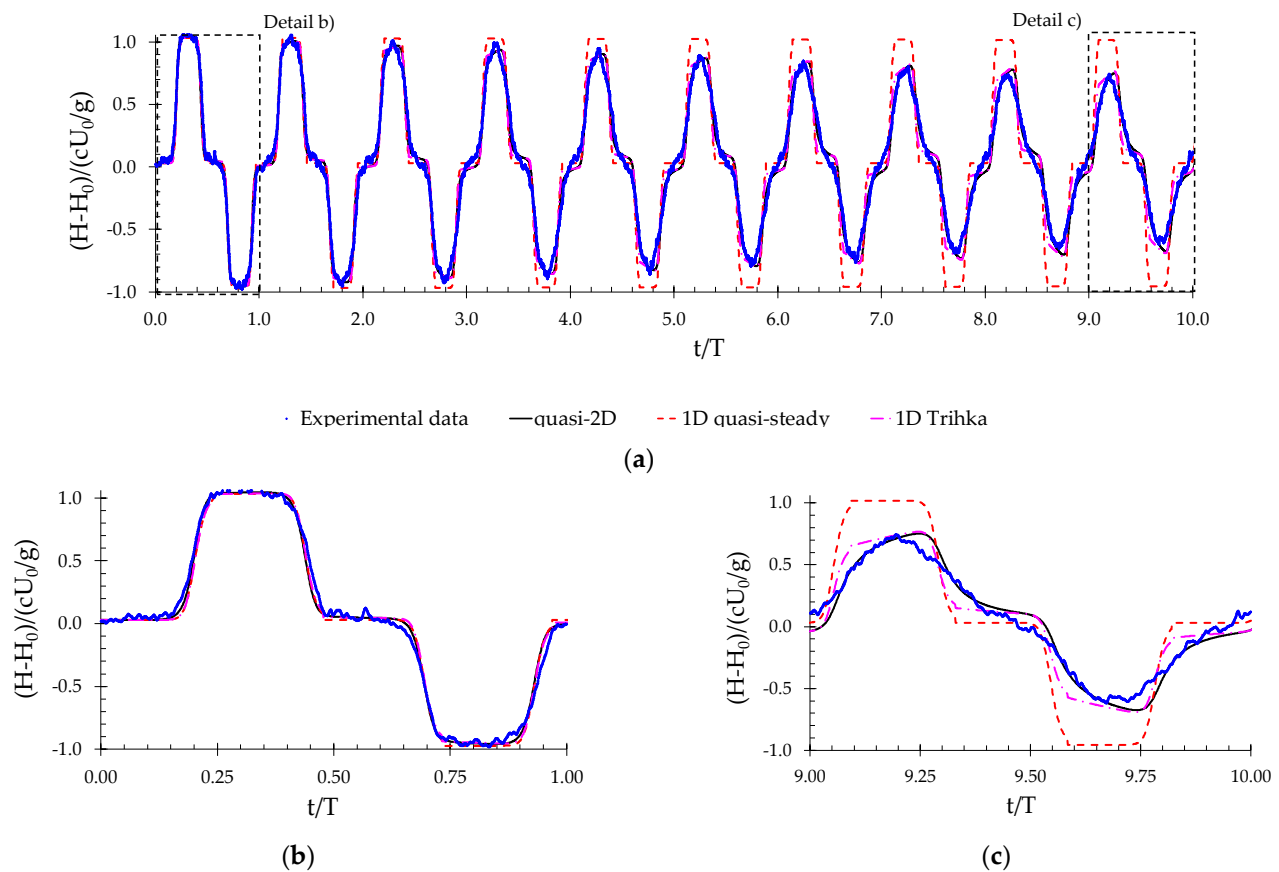 Detail b)
Detail c)
(H-H₀)/(cU₀/g)
1.0
0.5
0.0
-0.5
-1.0
0.0 1.0 2.0 3.0 4.0 5.0 6.0 7.0 8.0 9.0 10.0
t/T
Experimental data quasi-2D 1D quasi-steady 1D Trihka
(a)
(H-H₀)/(cU₀/g)
1.0
0.5
0.0
-0.5
-1.0
0.00 0.25 0.50 0.75 1.00
t/T
(b)
(H-H₀)/(cU₀/g)
1.0
0.5
0.0
-0.5
-1.0
9.00 9.25 9.50 9.75 10.00
t/T
(c)